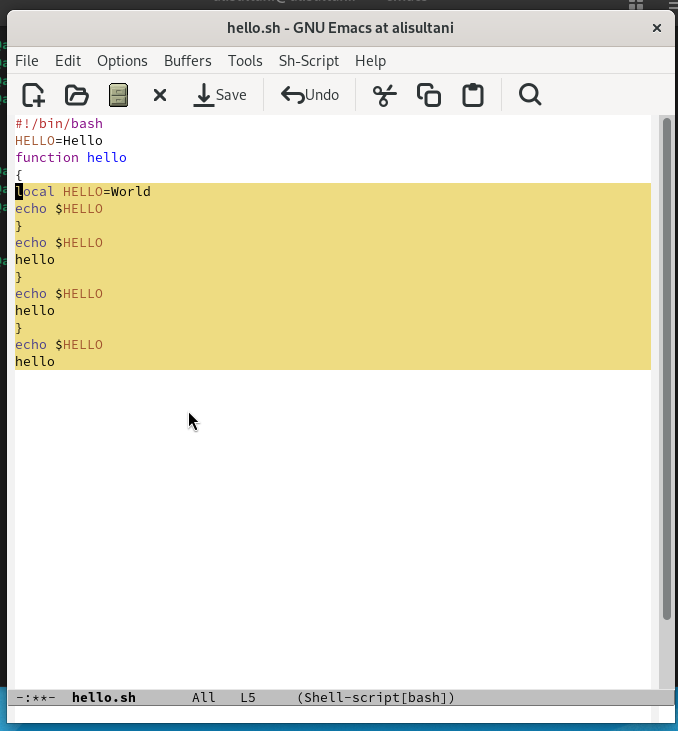 hello.sh - GNU Emacs at alisultani
File Edit Options Buffers Tools Sh-Script Help
Save Undo
#!/bin/bash
HELLO=Hello
function hello
{
local HELLO=World
echo $HELLO
}
echo $HELLO
hello
}
echo $HELLO
hello
}
echo $HELLO
hello
-:**- hello.sh All L5 (Shell-script[bash])